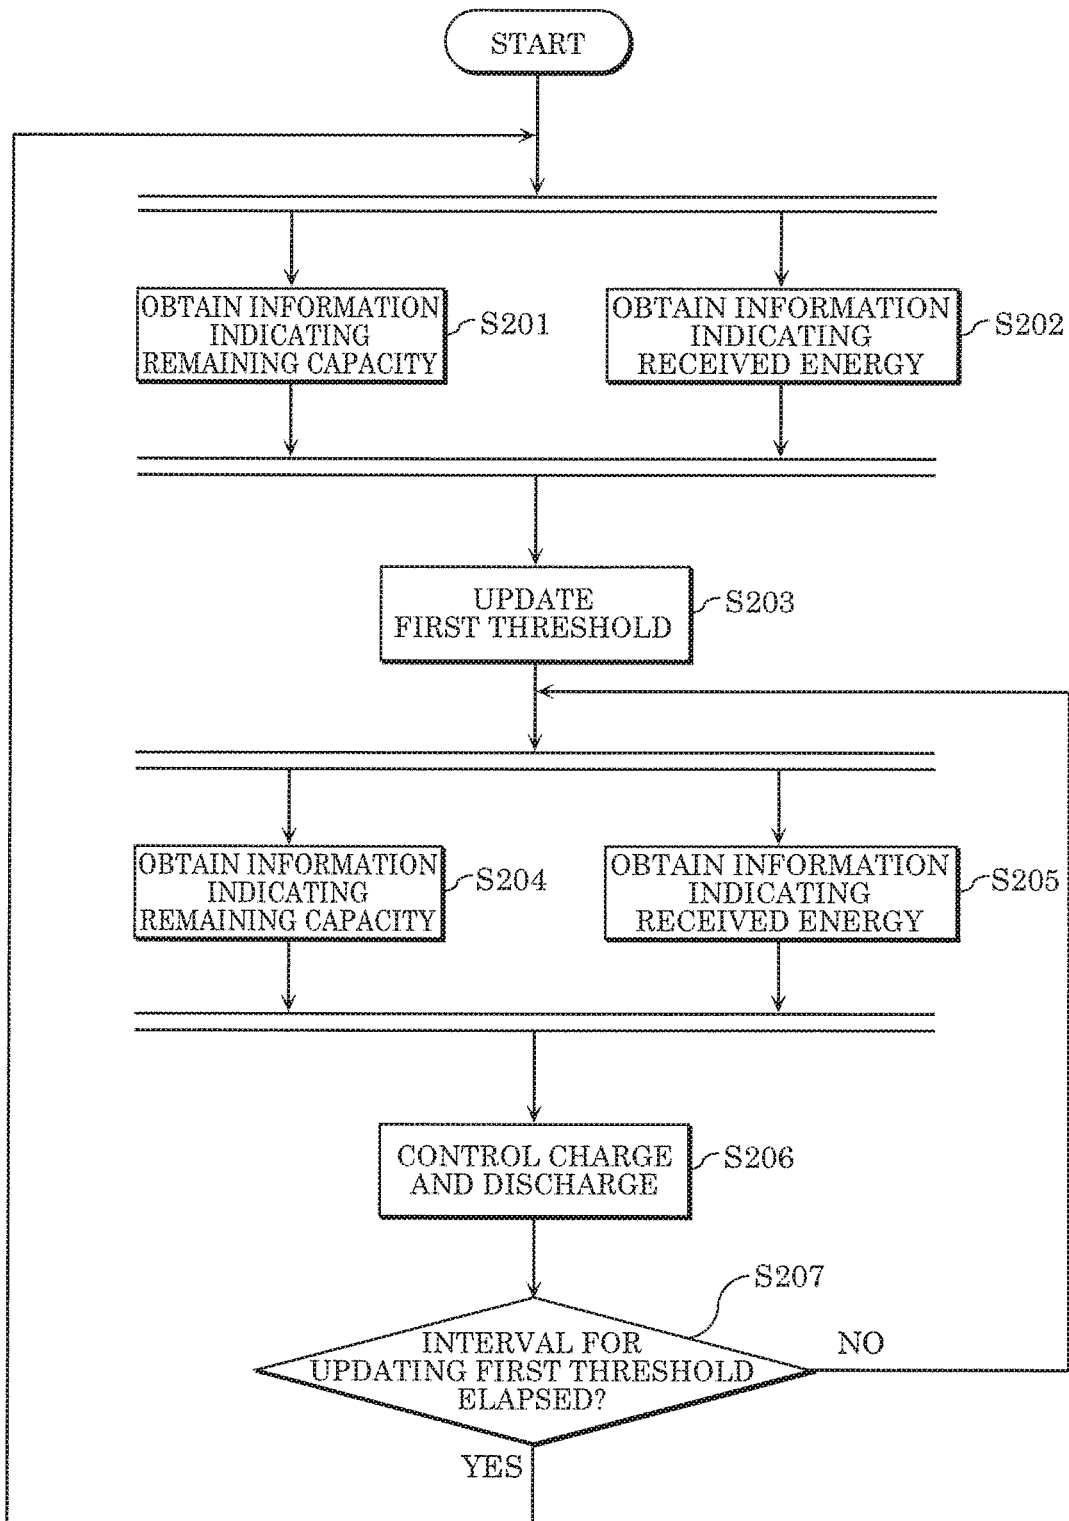 START
OBTAIN INFORMATION
INDICATING
REMAINING CAPACITY
S201
OBTAIN INFORMATION
INDICATING
RECEIVED ENERGY
S202
UPDATE
FIRST THRESHOLD
S203
OBTAIN INFORMATION
INDICATING
REMAINING CAPACITY
S204
OBTAIN INFORMATION
INDICATING
RECEIVED ENERGY
S205
CONTROL CHARGE
AND DISCHARGE
S206
S207
INTERVAL FOR
UPDATING FIRST THRESHOLD
ELAPSED?
NO
YES